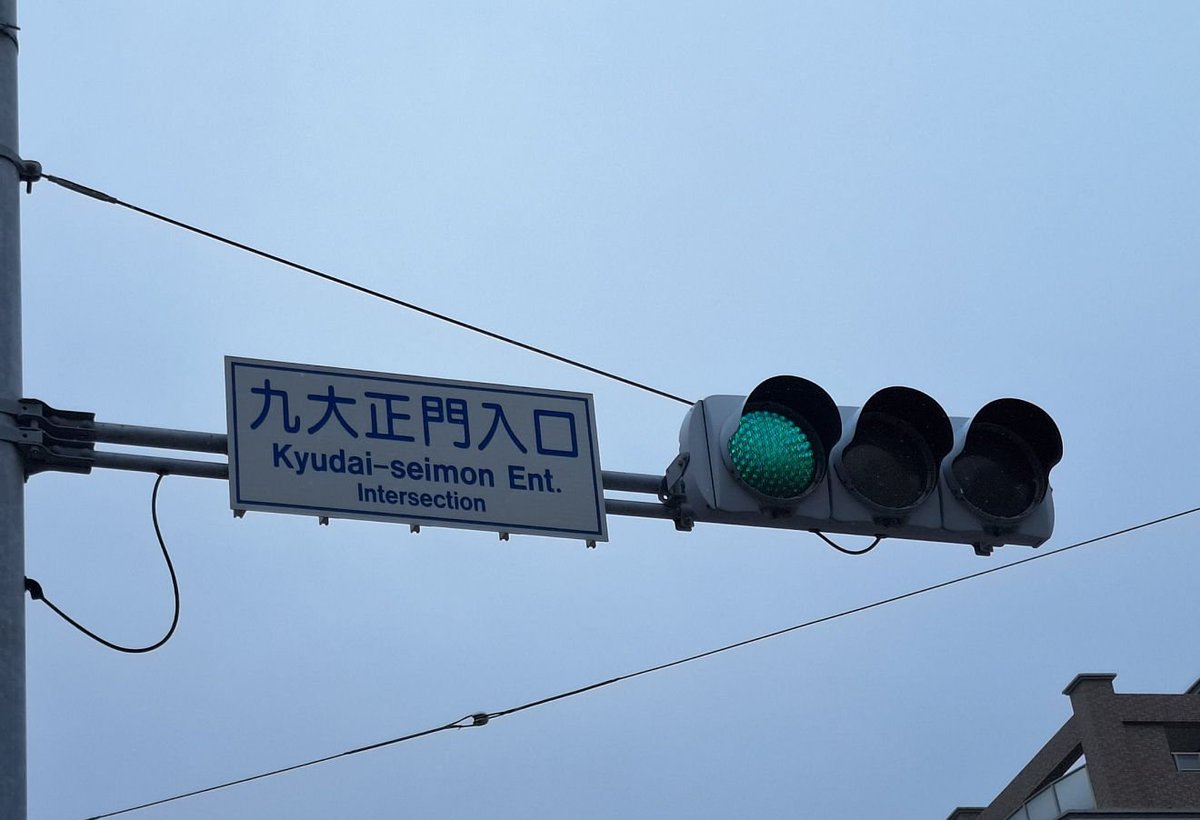 九大正門入口
Kyudai-seimon Ent.
Intersection